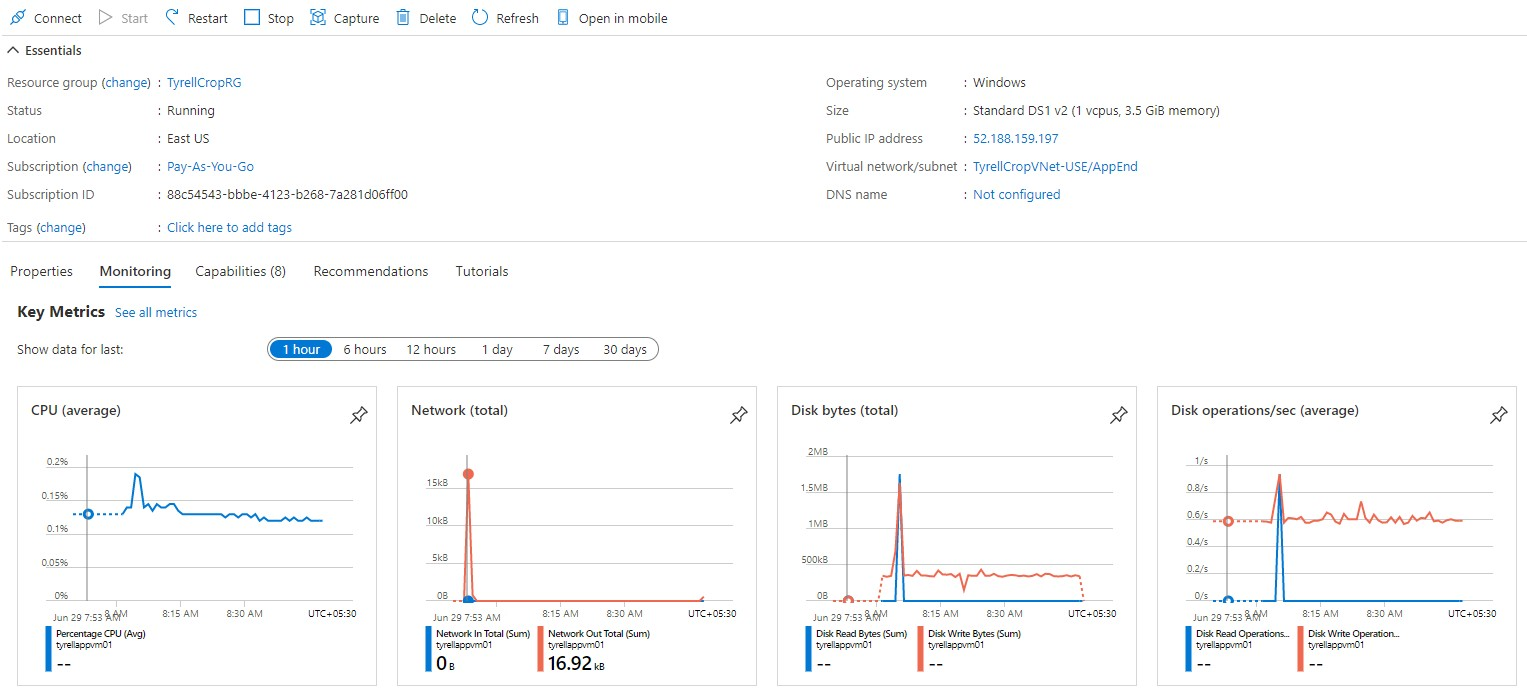 Connect Start Restart Stop Capture Delete Refresh Open in mobile
Essentials
Resource group (change) : TyrellCropRG
Operating system : Windows
Status : Running
Size : Standard DS1 v2 (1 vcpus, 3.5 GiB memory)
Location : East US
Public IP address : 52.188.159.197
Subscription (change) : Pay-As-You-Go
Virtual network/subnet : TyrellCropVNet-USE/AppEnd
Subscription ID : 88c54543-bbbe-4123-b268-7a281d06ff00
DNS name : Not configured
Tags (change) : Click here to add tags
Properties Monitoring Capabilities (8) Recommendations Tutorials
Key Metrics See all metrics
Show data for last: 1 hour 6 hours 12 hours 1 day 7 days 30 days
CPU (average)
0.2%
0.15%
0.1%
0.05%
0%
Jun 29 7:53 AM 8 AM 8:15 AM 8:30 AM UTC+05:30
Percentage CPU (Avg)
tyrellappvm01
--
Network (total)
15kB
10kB
5kB
0B
Jun 29 7:53 AM 8:15 AM 8:30 AM UTC+05:30
Network In Total (Sum) Network Out Total (Sum)
tyrellappvm01 tyrellappvm01
0 B 16.92 kB
Disk bytes (total)
2MB
1.5MB
1MB
500kB
0B
Jun 29 7:53 AM 8 AM 8:15 AM 8:30 AM UTC+05:30
Disk Read Bytes (Sum) Disk Write Bytes (Sum)
tyrellappvm01 tyrellappvm01
-- --
Disk operations/sec (average)
1/s
0.8/s
0.6/s
0.4/s
0.2/s
0/s
Jun 29 7:53 AM 8 AM 8:15 AM 8:30 AM UTC+05:30
Disk Read Operations... Disk Write Operation...
tyrellappvm01 tyrellappvm01
-- --